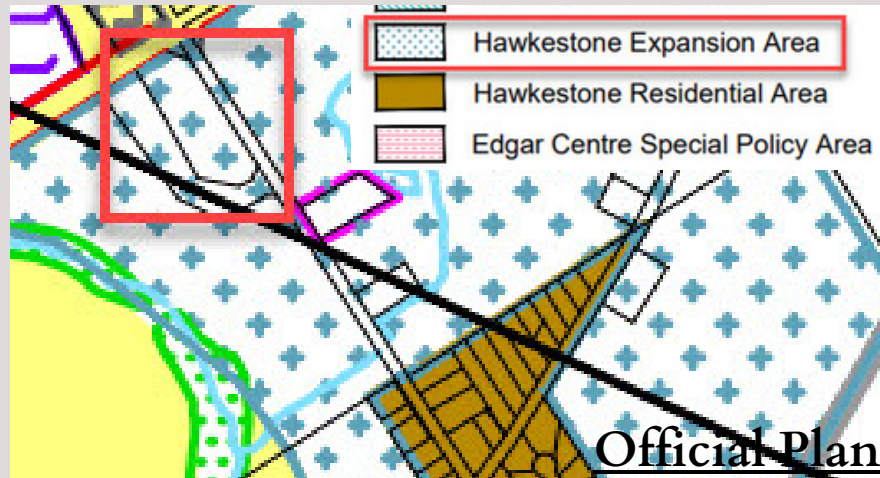 Hawkestone Expansion Area
Hawkestone Residential Area
Edgar Centre Special Policy Area
Official Plan